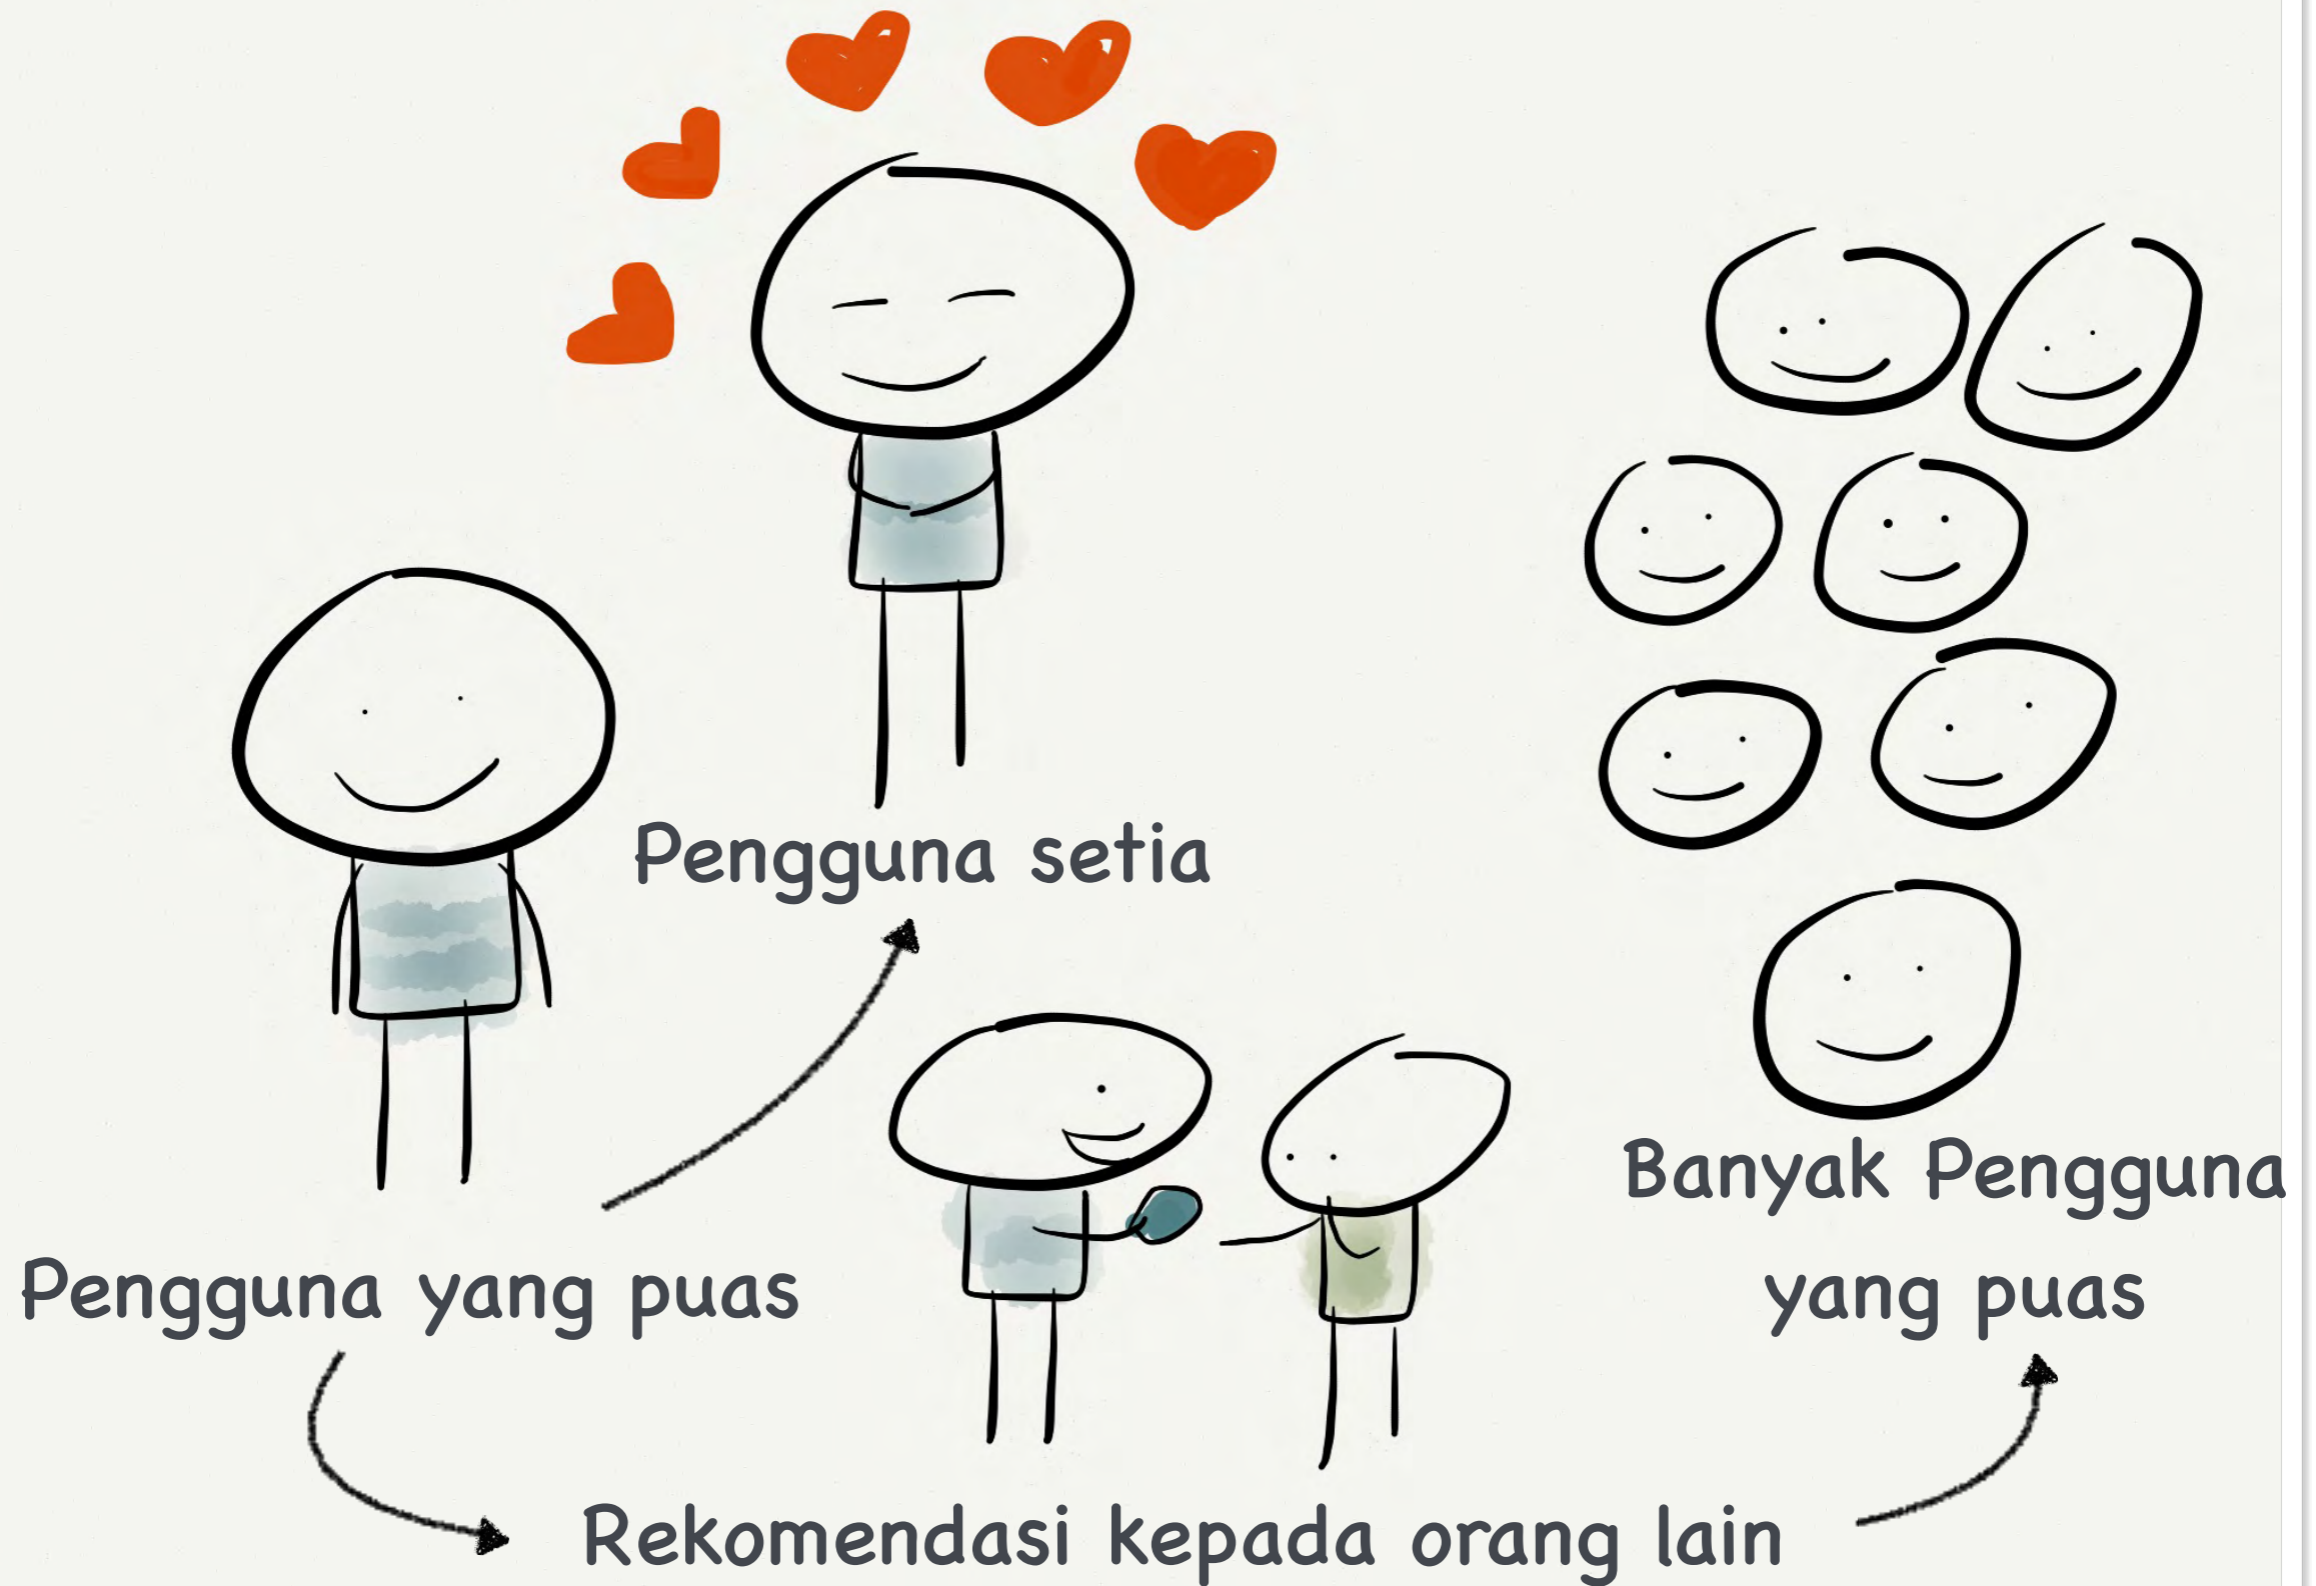 Pengguna setia
Pengguna yang puas
Rekomendasi kepada orang lain
Banyak Pengguna
yang puas